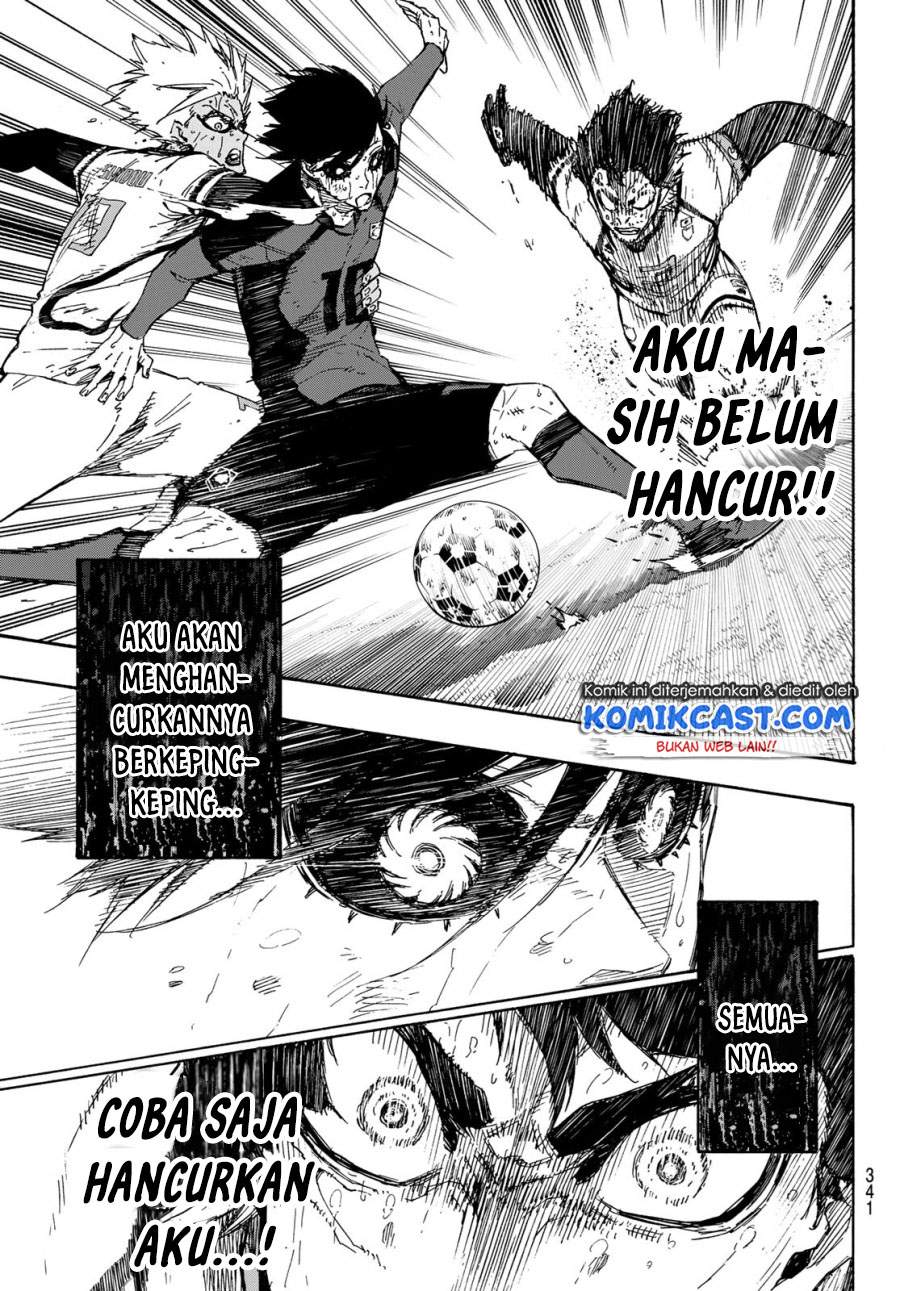 AKU MA-
SIH BELUM
HANCUR!!
10
AKU AKAN
MENGHAN-
CURKANNYA
BERKEPING-
KEPING...
Komik ini diterjemahkan & diedit oleh
KOMIKCAST.COM
BUKAN WEB LAIN!!
SEMUA-
NYA...
COBA SAJA
HANCURKAN
AKU....!
341